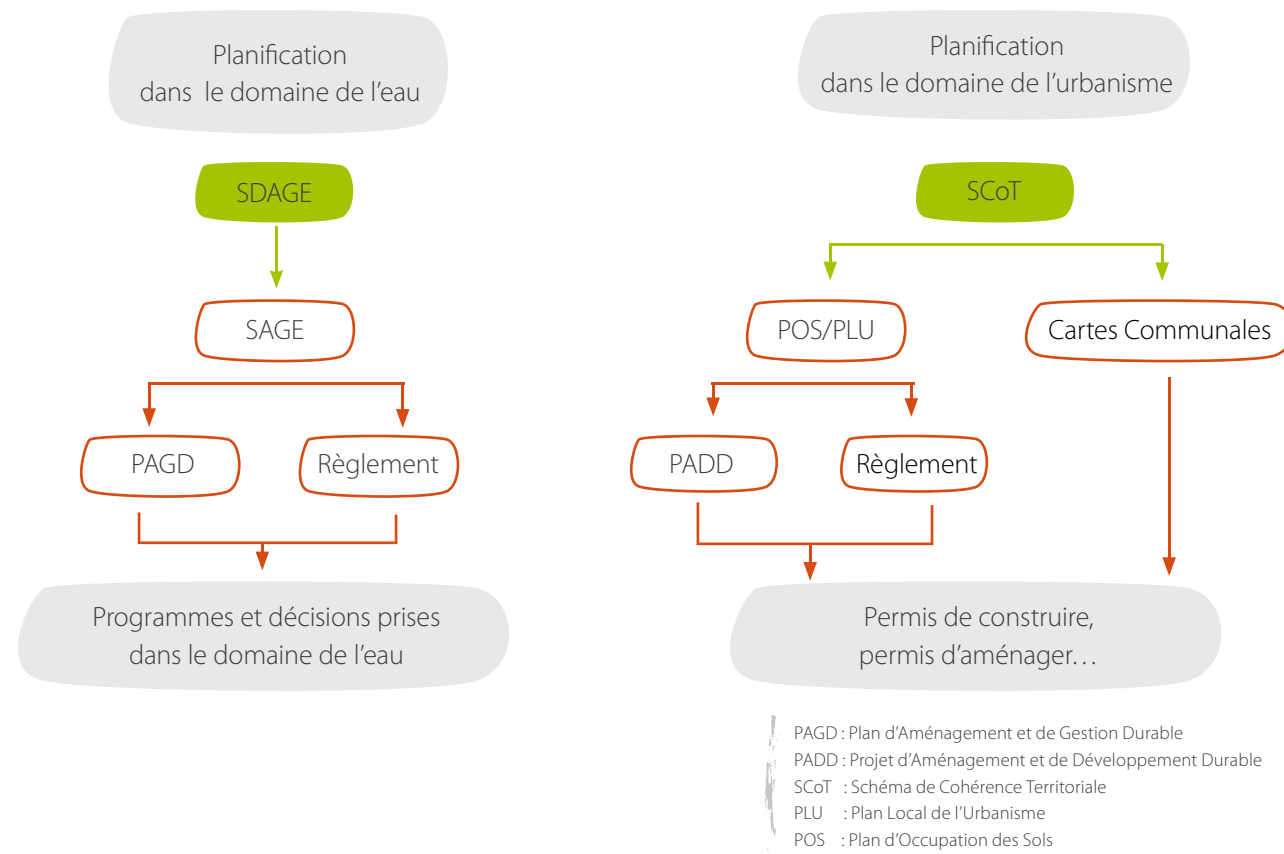 Planification
dans le domaine de l'eau
SDAGE
SAGE
PAGD
Règlement
Programmes et décisions prises
dans le domaine de l'eau
Planification
dans le domaine de l'urbanisme
SCoT
POS/PLU
Cartes Communales
PADD
Règlement
Permis de construire,
permis d'aménager…
PAGD : Plan d'Aménagement et de Gestion Durable
PADD : Projet d'Aménagement et de Développement Durable
SCoT : Schéma de Cohérence Territoriale
PLU : Plan Local de l'Urbanisme
POS : Plan d'Occupation des Sols